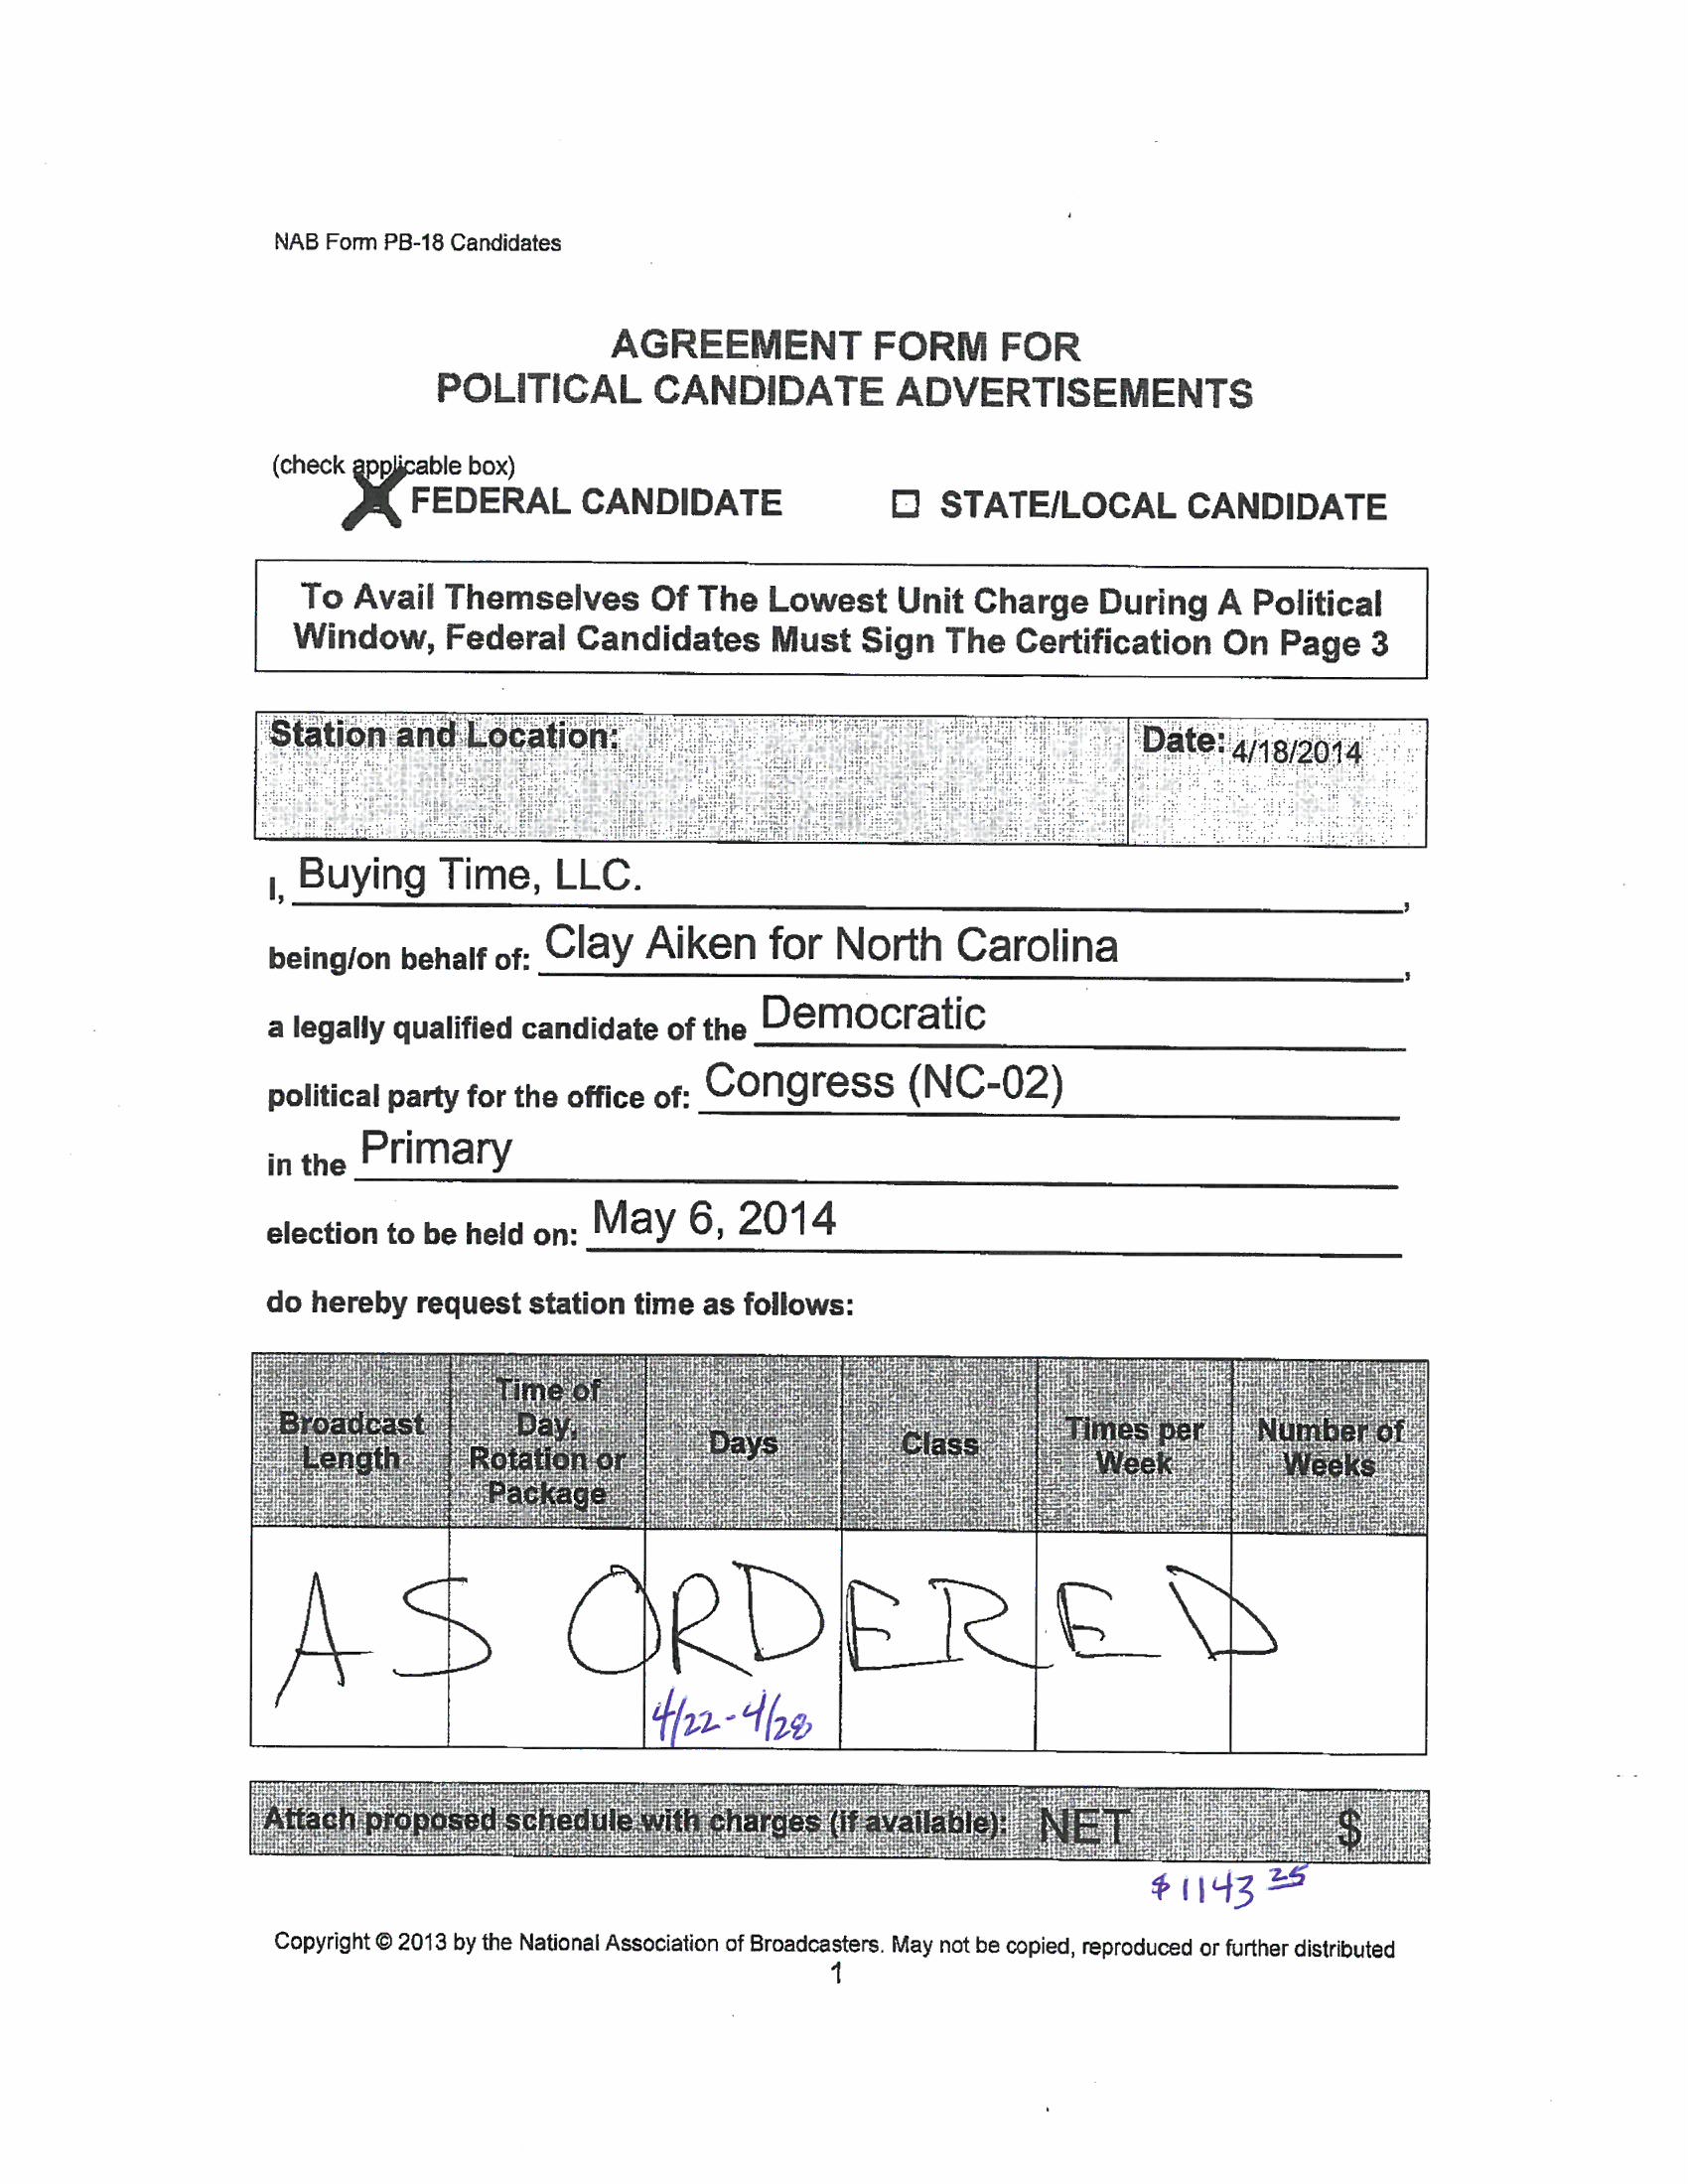 NAB Form PB-18 Candidates
AGREEMENT FORM FOR
POLITICAL CANDIDATE ADVERTISEMENTS
(check applicable box)
FEDERAL CANDIDATE
STATE/LOCAL CANDIDATE
To Avail Themselves Of The Lowest Unit Charge During A Political
Window, Federal Candidates Must Sign The Certification On Page 3
Station and Location:
Date: 4/18/2014
I, Buying Time, LLC.,
being/on behalf of: Clay Aiken for North Carolina,
a legally qualified candidate of the Democratic
political party for the office of: Congress (NC-02)
in the Primary
election to be held on: May 6, 2014
do hereby request station time as follows:
Broadcast
Length
Time of
Day,
Rotation or
Package
Days
Class
Times per
Week
Number of
Weeks
AS ORDERED
4/22-4/28
Attach proposed schedule with charges (if available): NET $
$1143 25
Copyright © 2013 by the National Association of Broadcasters. May not be copied, reproduced or further distributed
1